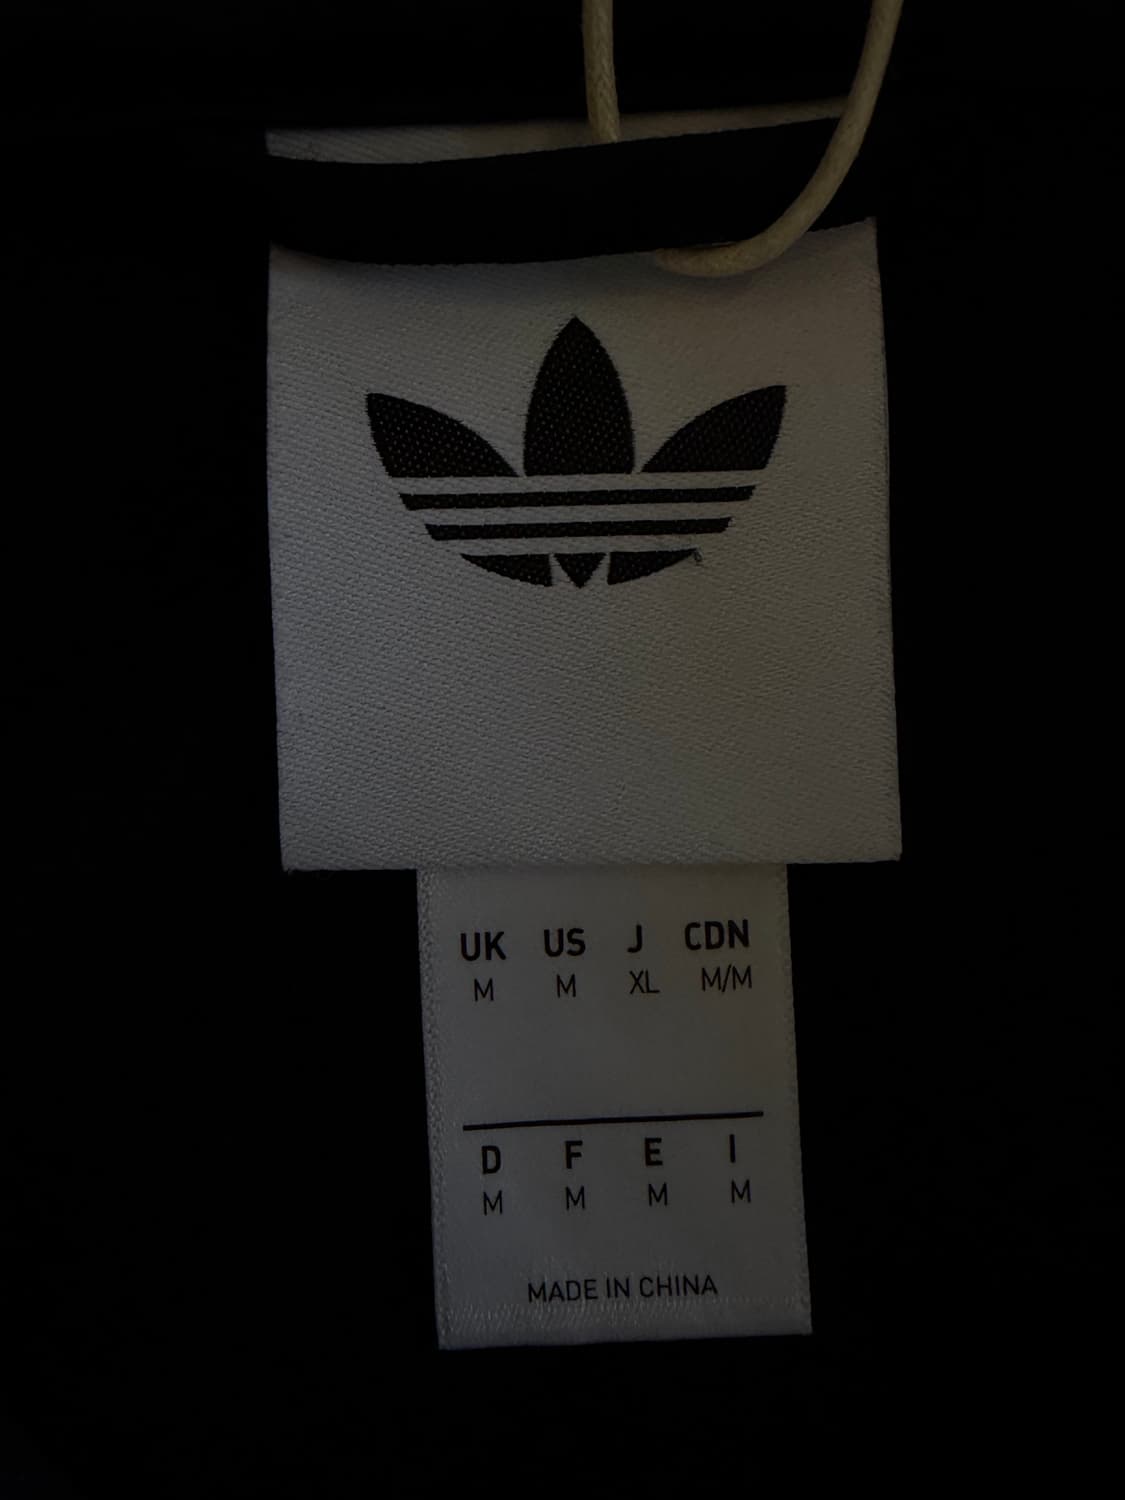 UK US J CDN
M M XL M/M
D F E I
M M M M
MADE IN CHINA